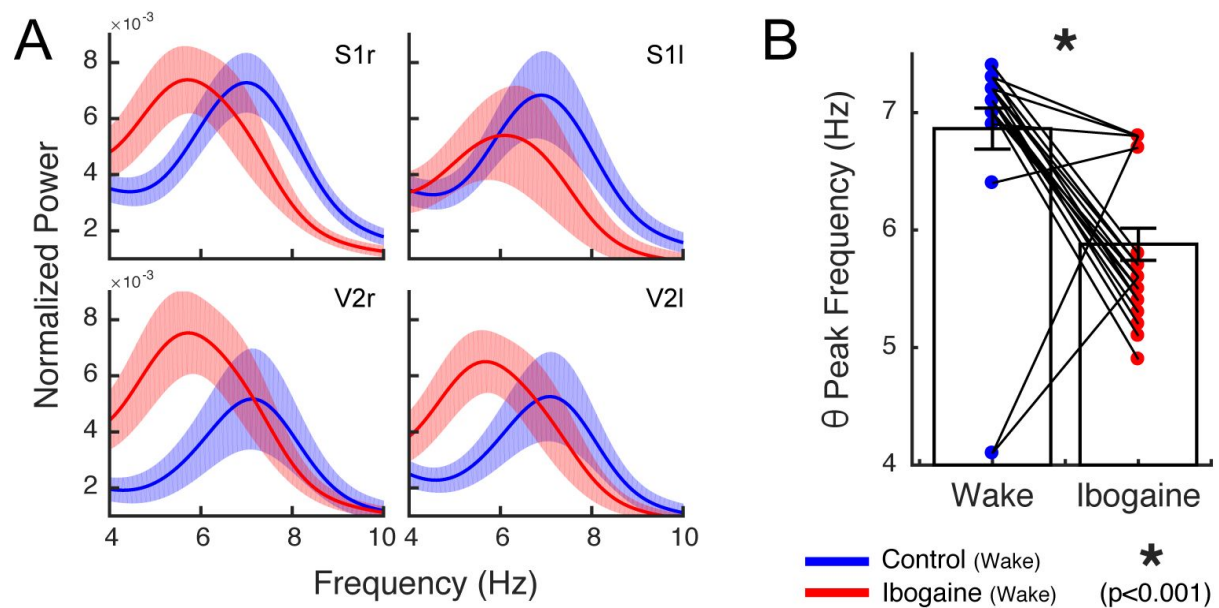 A
B
×10⁻³
8
6
4
2
S1r
S1l
×10⁻³
8
6
4
2
V2r
V2l
4 6 8 10
4 6 8 10
Normalized Power
Frequency (Hz)
*
7
6
5
4
θ Peak Frequency (Hz)
Wake Ibogaine
Control (Wake)
Ibogaine (Wake)
*
(p<0.001)